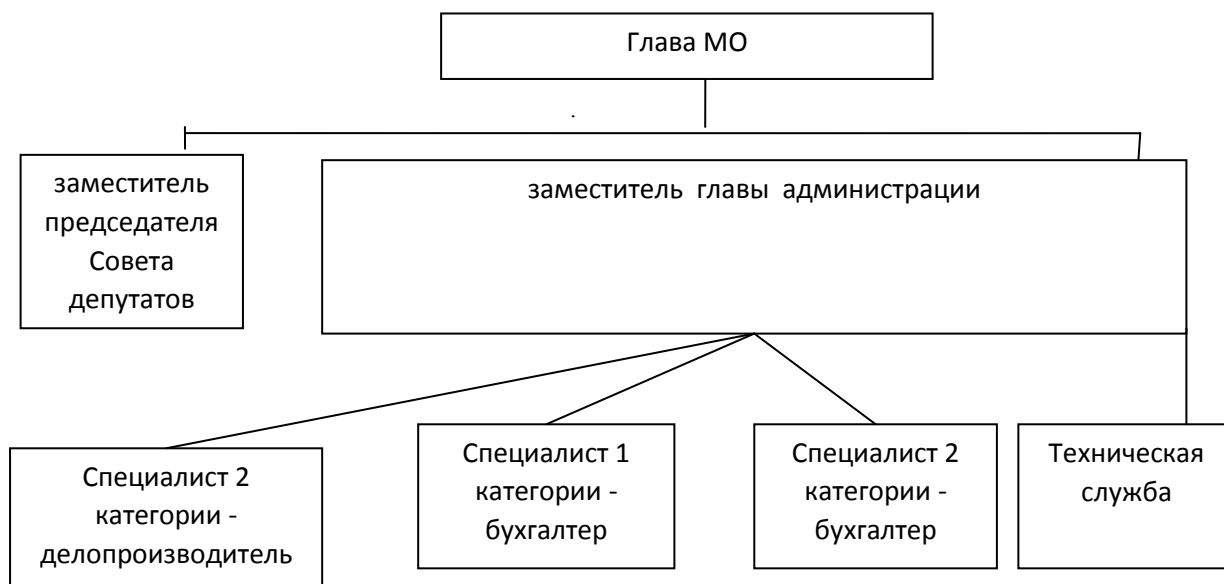 Глава МО
заместитель
председателя
Совета
депутатов
заместитель главы администрации
Специалист 2
категории -
делопроизводитель
Специалист 1
категории -
бухгалтер
Специалист 2
категории -
бухгалтер
Техническая
служба